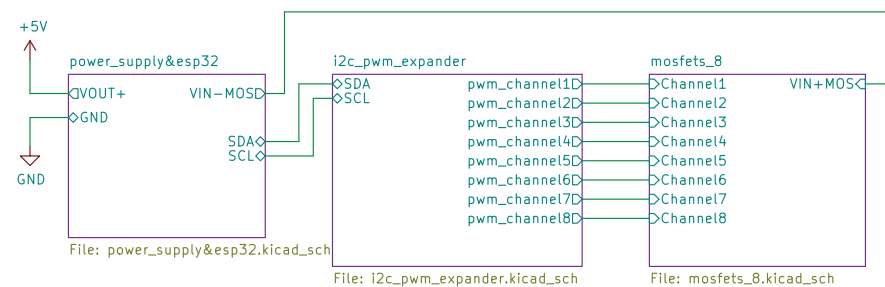 +5V
power_supply&esp32
VOUT+
VIN-MOS
GND
SDA
SCL
GND
File: power_supply&esp32.kicad_sch
i2c_pwm_expander
SDA
SCL
pwm_channel1
pwm_channel2
pwm_channel3
pwm_channel4
pwm_channel5
pwm_channel6
pwm_channel7
pwm_channel8
File: i2c_pwm_expander.kicad_sch
mosfets_8
Channel1
Channel2
Channel3
Channel4
Channel5
Channel6
Channel7
Channel8
VIN+MOS
File: mosfets_8.kicad_sch